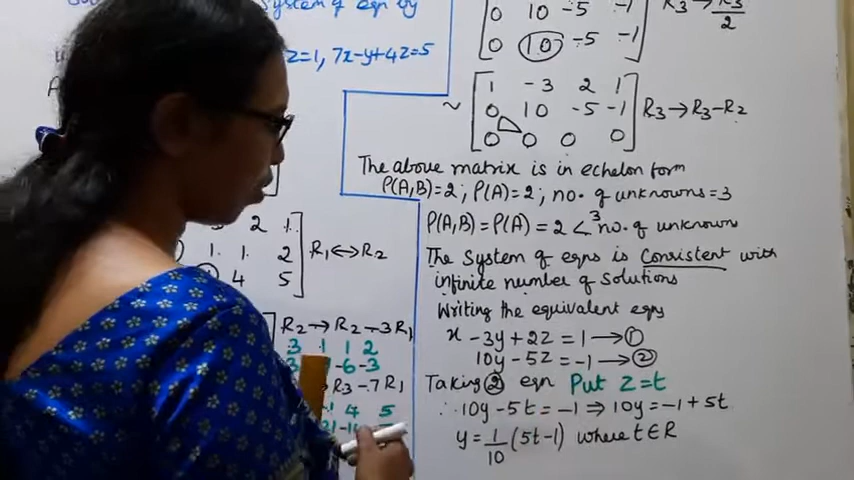 System of eqn by
z=1, 7x-y+4z=5
2 1
1 1 2 R1⟷R2
4 5
R2→R2-3R1
3 1 1 2
-6 -3
R3-7R1
4 5
0 10 -5 -1
0 10 -5 -1
R3→R3/2
~ [1 -3 2 1
0 10 -5 -1
0 0 0 0] R3→R3-R2
The above matrix is in echelon form
ρ(A,B)=2; ρ(A)=2; no. of unknowns=3
ρ(A,B)=ρ(A)=2<3 no. of unknowns
The System of eqns is consistent with
infinite number of Solutions
Writing the equivalent eqns
x-3y+2z=1→①
10y-5z=-1→②
Taking ② eqn Put z=t
∴10y-5t=-1⇒10y=-1+5t
y=1/10(5t-1) where t∈R